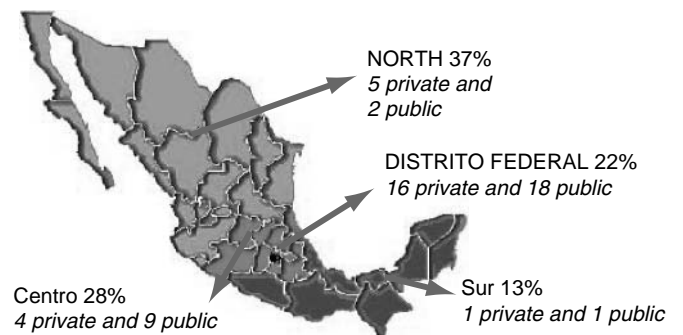 NORTH 37%
5 private and
2 public
DISTRITO FEDERAL 22%
16 private and 18 public
Centro 28%
4 private and 9 public
Sur 13%
1 private and 1 public